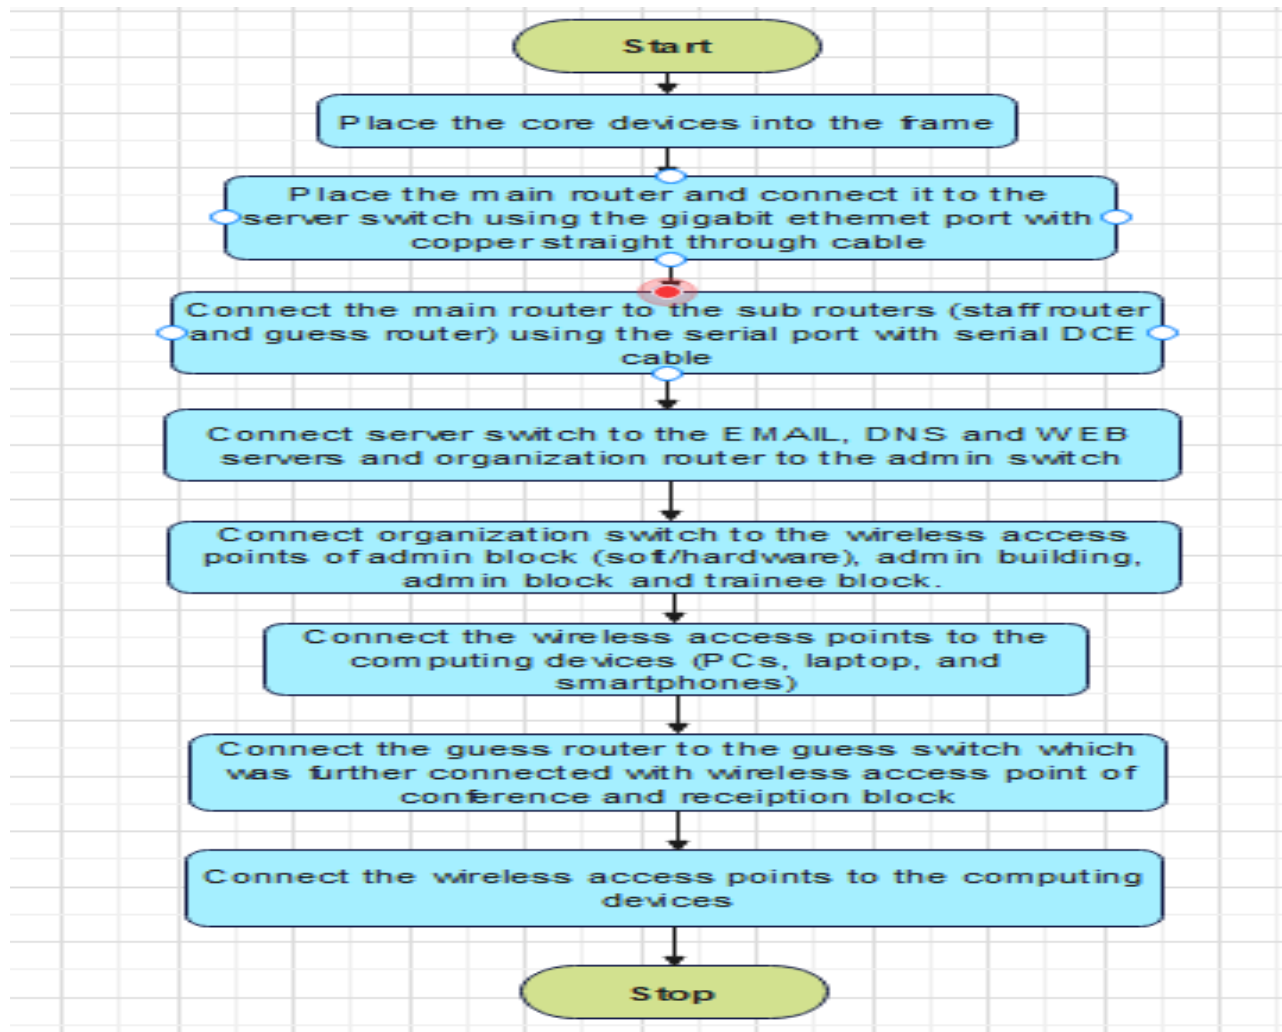 Start
Place the core devices into the frame
Place the main router and connect it to the
server switch using the gigabit ethernet port with
copper straight through cable
Connect the main router to the sub routers (staff router
and guess router) using the serial port with serial DCE
cable
Connect server switch to the EMAIL, DNS and WEB
servers and organization router to the admin switch
Connect organization switch to the wireless access
points of admin block (soft/hardware), admin building,
admin block and trainee block.
Connect the wireless access points to the
computing devices (PCs, laptop, and
smartphones)
Connect the guess router to the guess switch which
was further connected with wireless access point of
conference and receiption block
Connect the wireless access points to the computing
devices
Stop